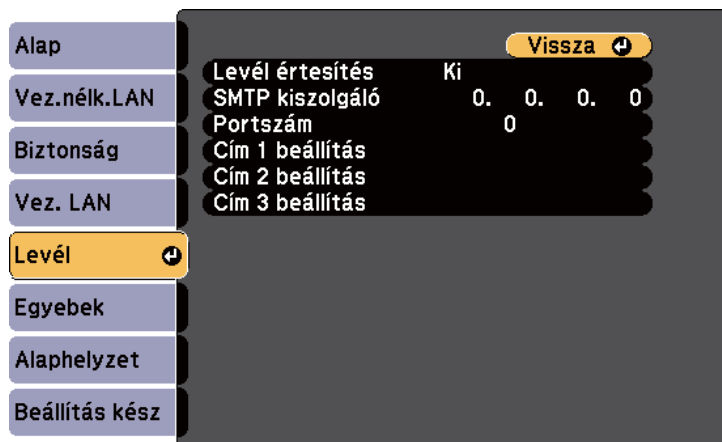 Alap
Vez.nélk.LAN
Biztonság
Vez. LAN
Levél
Egyebek
Alaphelyzet
Beállítás kész
Vissza
Levél értesítés Ki
SMTP kiszolgáló 0. 0. 0. 0
Portszám 0
Cím 1 beállítás
Cím 2 beállítás
Cím 3 beállítás